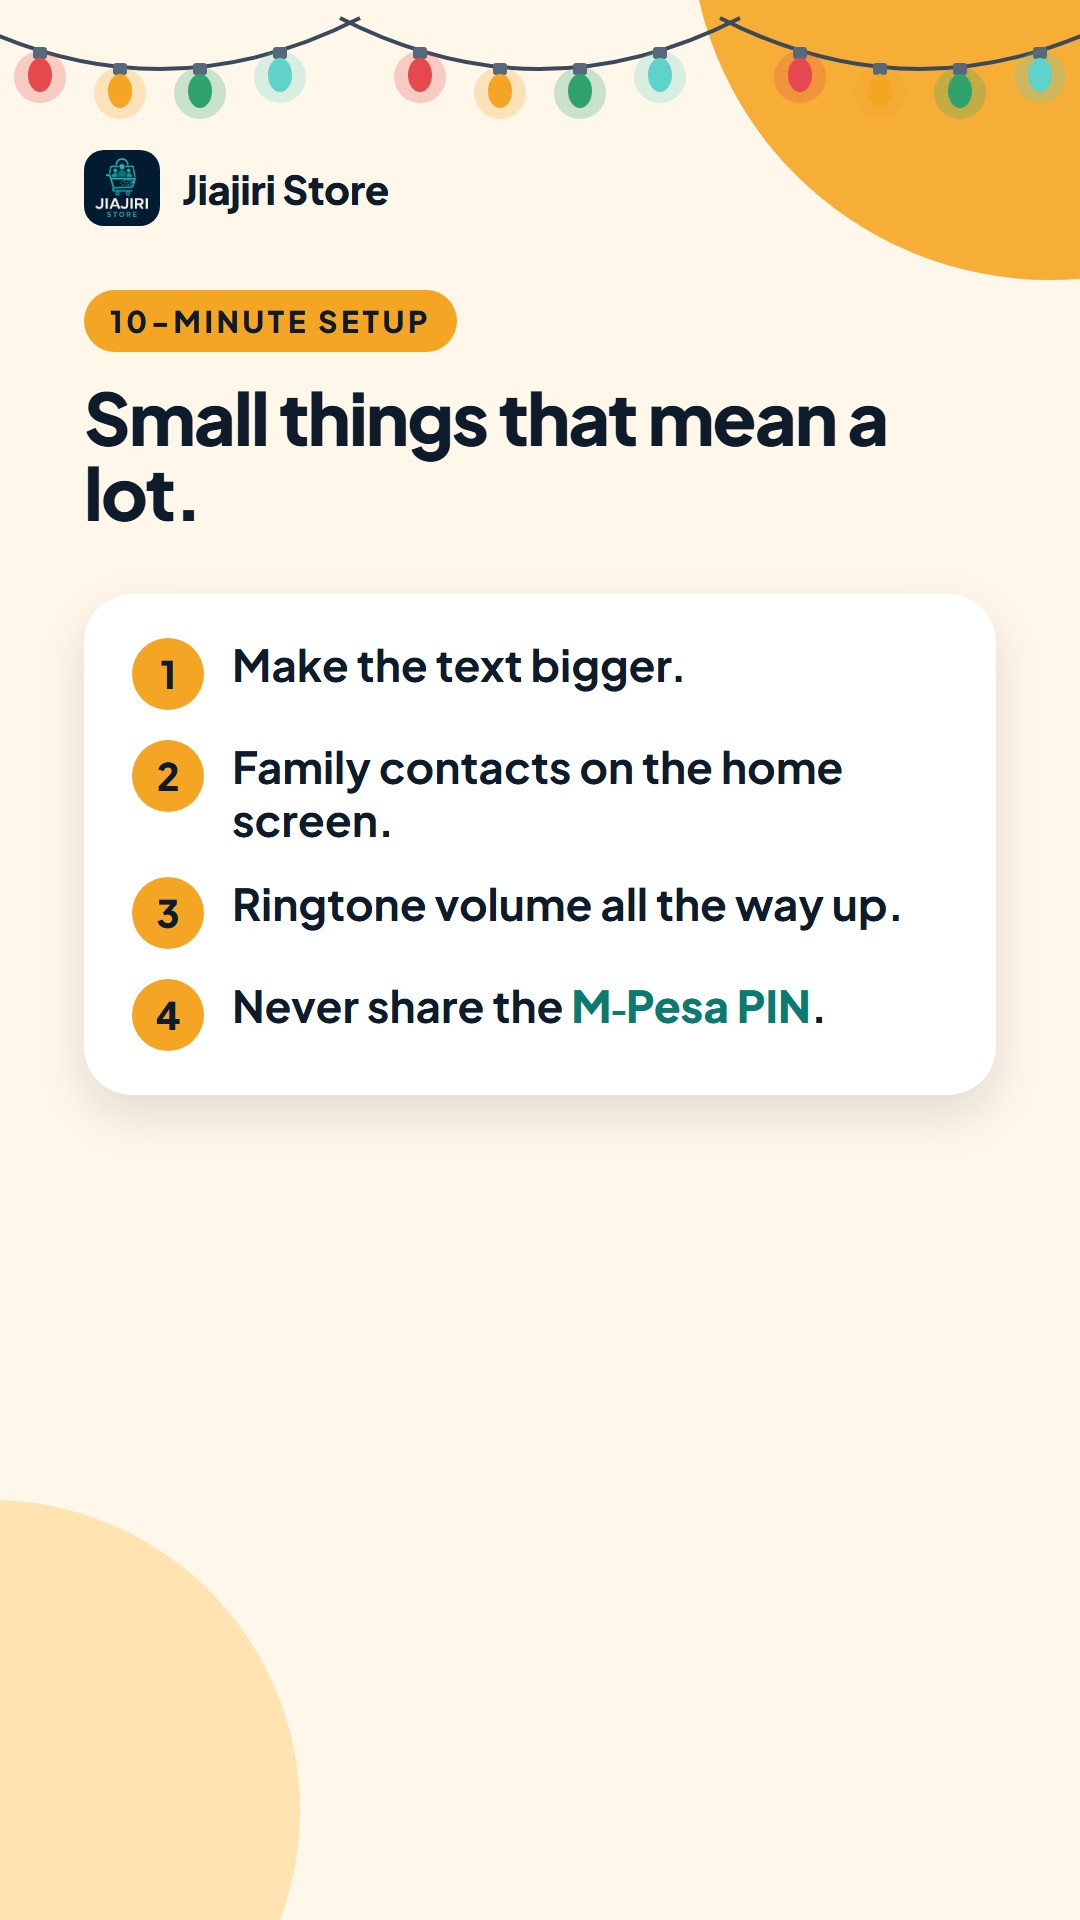 JIAJIRI
STORE
Jiajiri Store
10-MINUTE SETUP
Small things that mean a
lot.
1 Make the text bigger.
2 Family contacts on the home
screen.
3 Ringtone volume all the way up.
4 Never share the M-Pesa PIN.